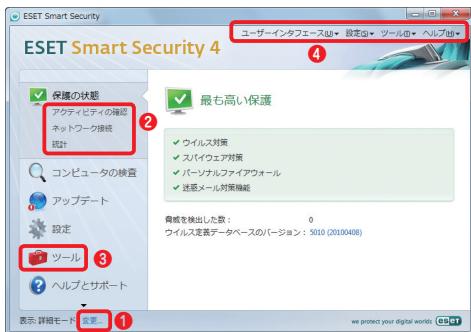 ESET Smart Security
ユーザーインタフェース(U)▾ 設定(S)▾ ツール(T)▾ ヘルプ(H)▾
ESET Smart Security 4
4
保護の状態
アクティビティの確認
ネットワーク接続
統計
2
コンピュータの検査
アップデート
設定
ツール
3
ヘルプとサポート
表示: 詳細モード 変更...
1
最も高い保護
ウイルス対策
スパイウェア対策
パーソナルファイアウォール
迷惑メール対策機能
脅威を検出した数: 0
ウイルス定義データベースのバージョン: 5010 (20100408)
we protect your digital worlds eset